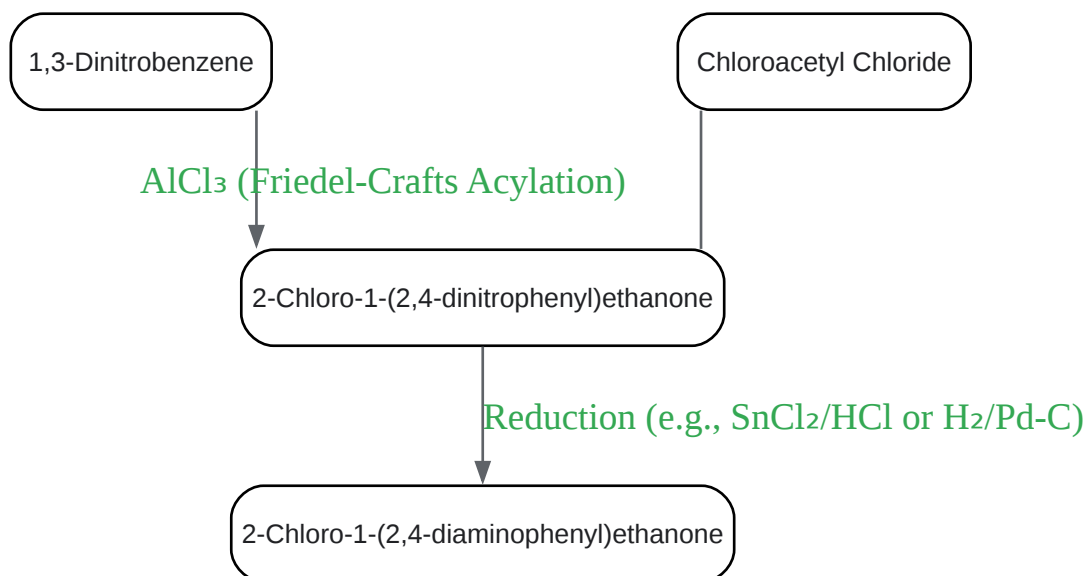 1,3-Dinitrobenzene
Chloroacetyl Chloride
AlCl₃ (Friedel-Crafts Acylation)
2-Chloro-1-(2,4-dinitrophenyl)ethanone
Reduction (e.g., SnCl₂/HCl or H₂/Pd-C)
2-Chloro-1-(2,4-diaminophenyl)ethanone